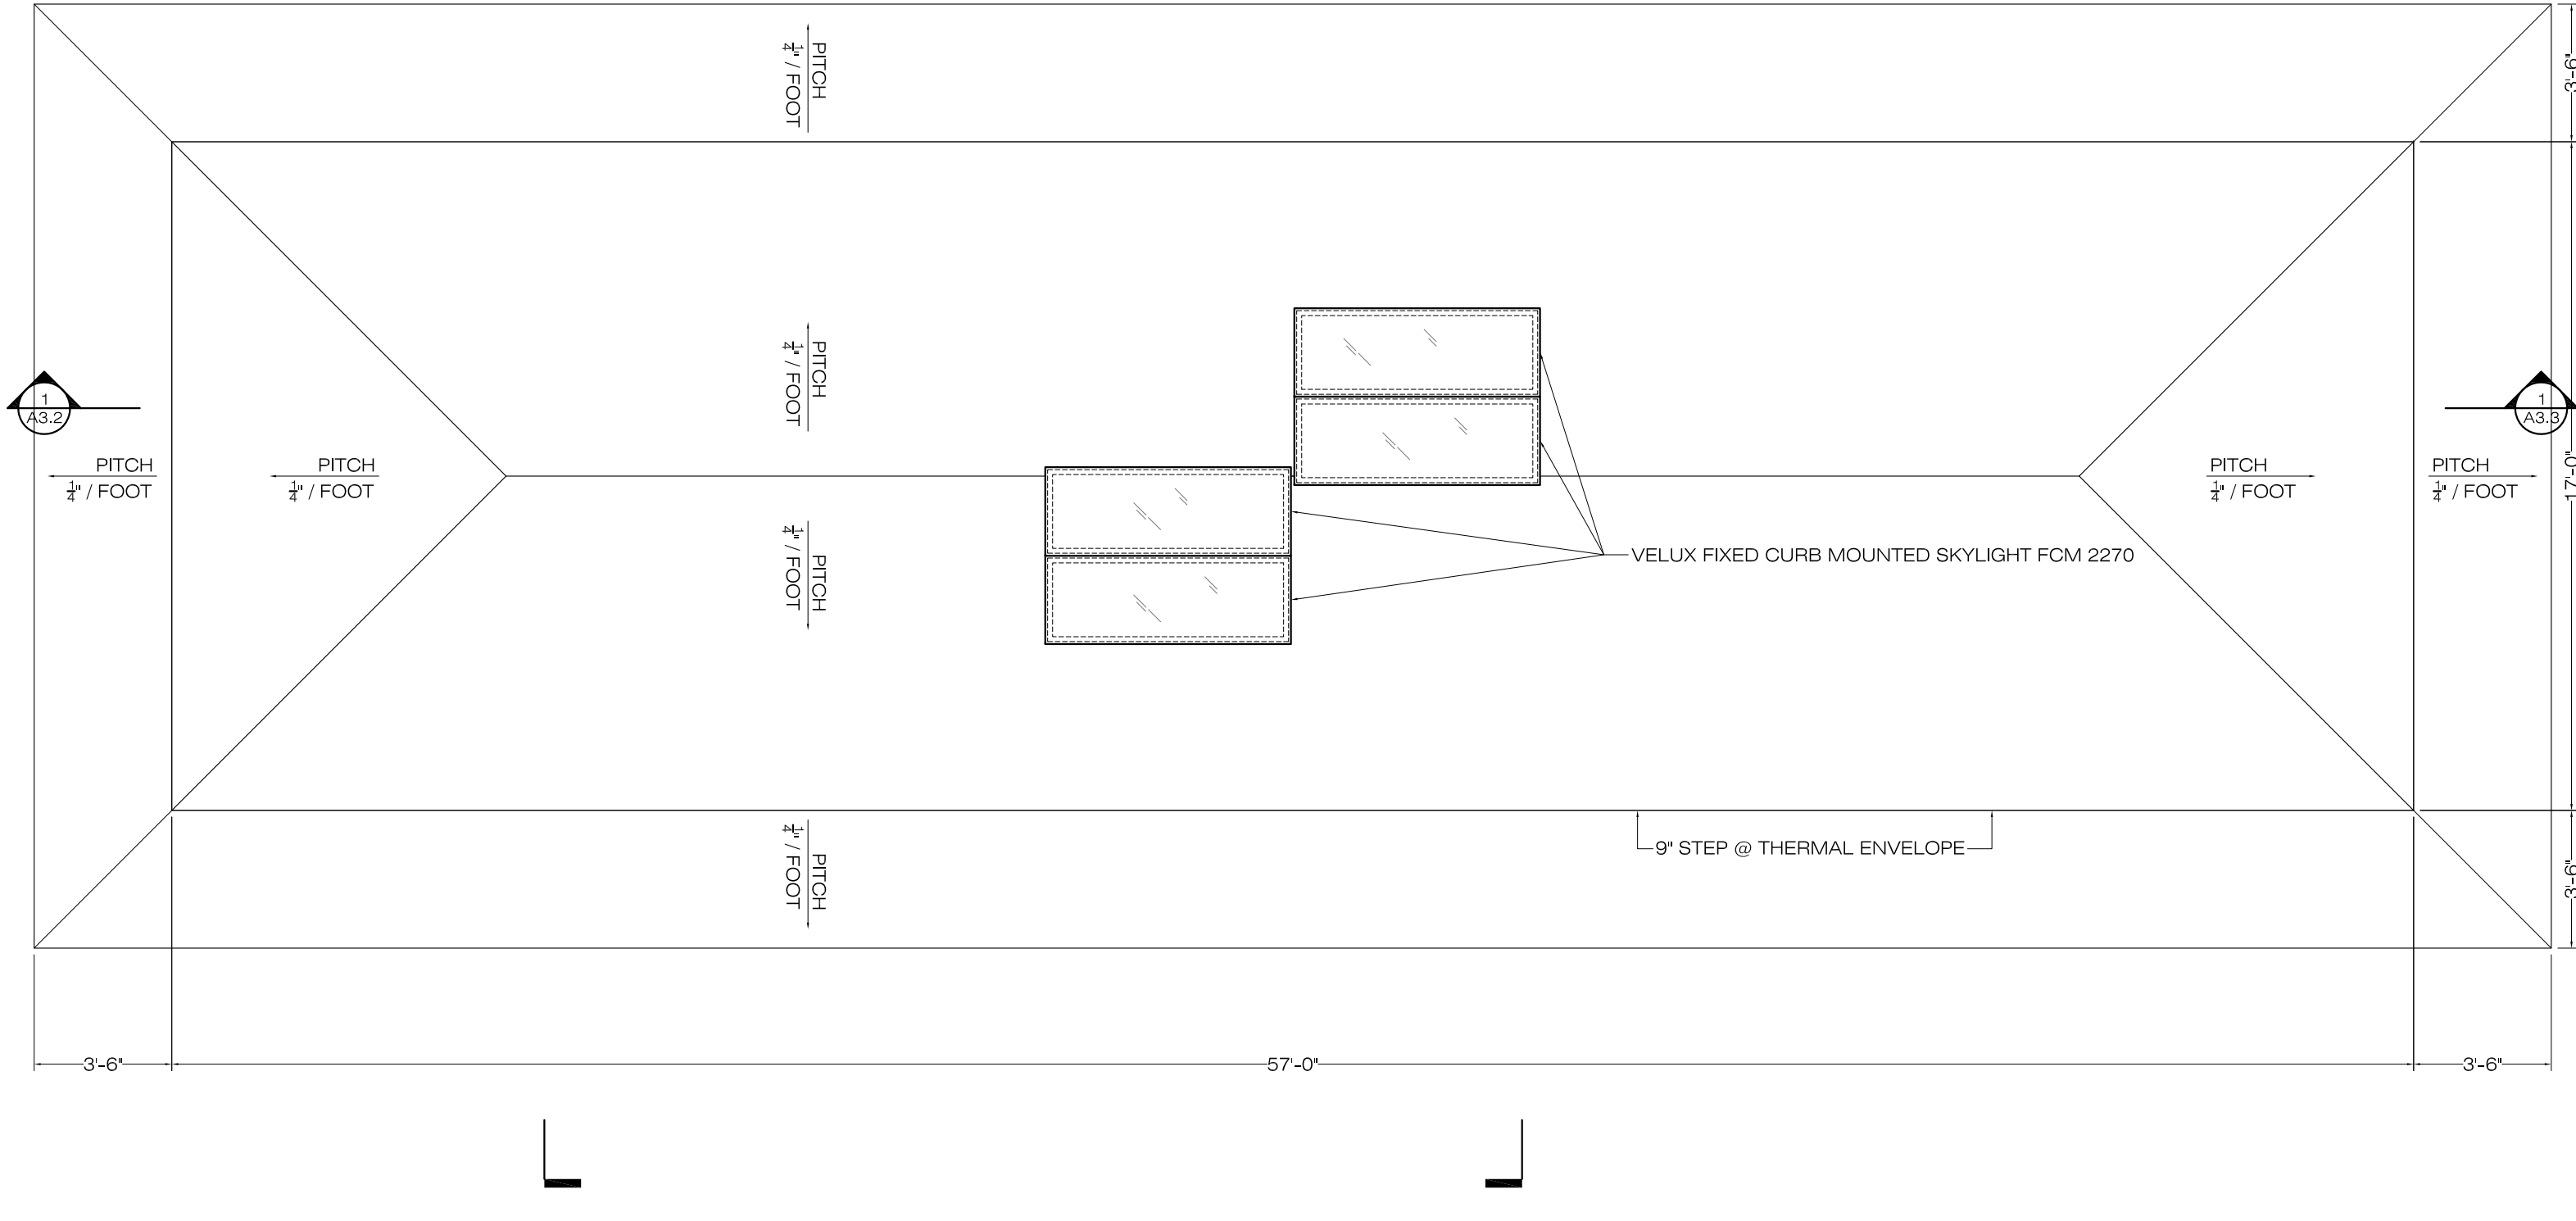 PITCH
1/4" / FOOT
3'-6"
PITCH
1/4" / FOOT
1
A3.2
1
A3.3
PITCH
1/4" / FOOT
PITCH
1/4" / FOOT
PITCH
1/4" / FOOT
PITCH
1/4" / FOOT
17'-0"
PITCH
1/4" / FOOT
VELUX FIXED CURB MOUNTED SKYLIGHT FCM 2270
9" STEP @ THERMAL ENVELOPE
PITCH
1/4" / FOOT
3'-6"
3'-6"
57'-0"
3'-6"